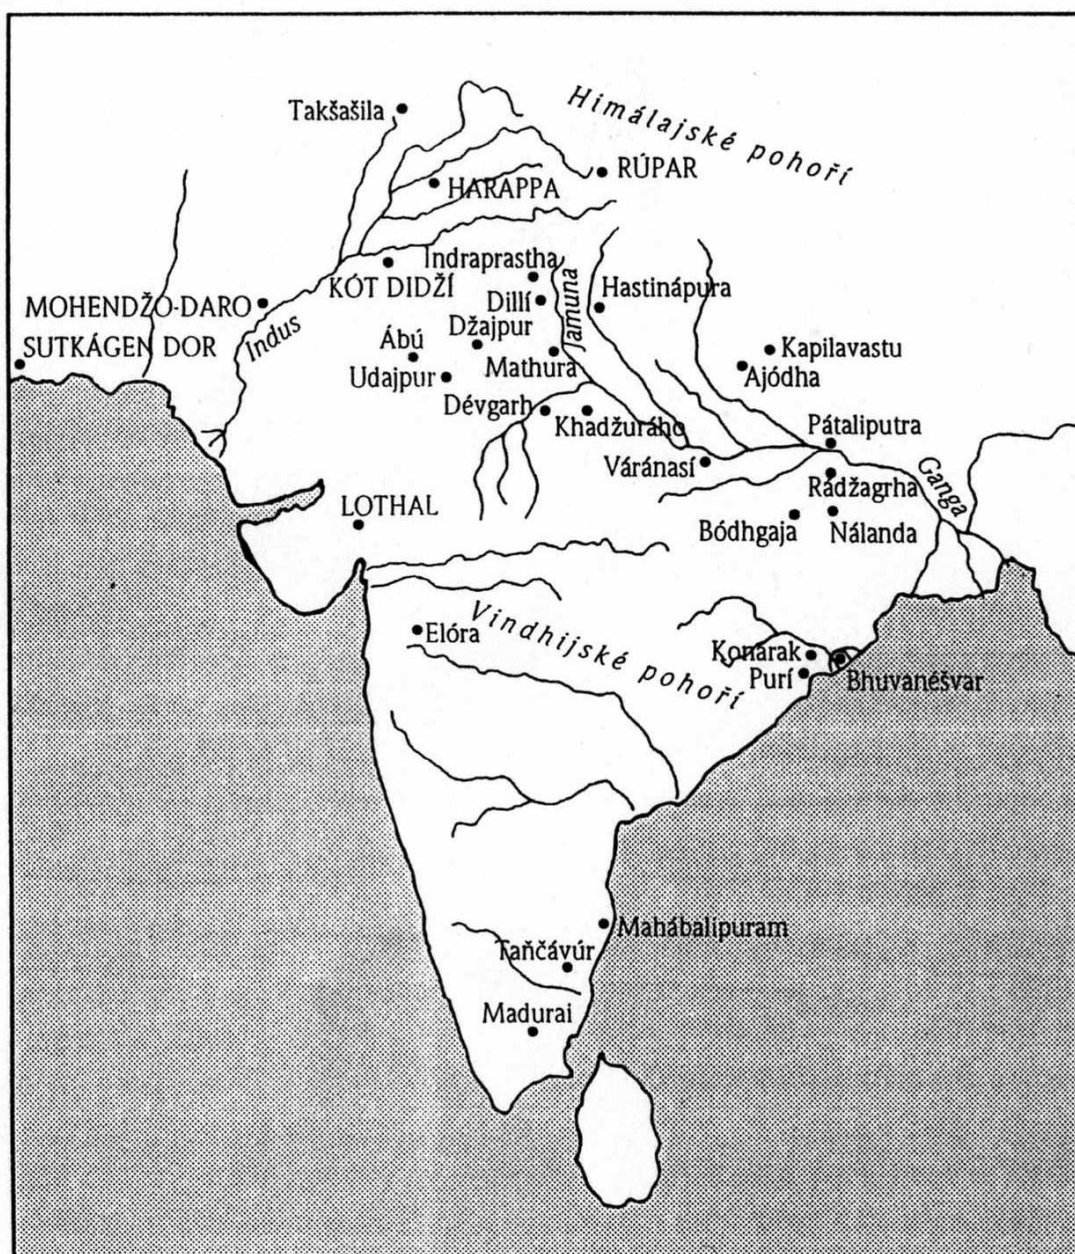 Takšašila
Himálajské pohoří
RÚPAR
HARAPPA
Indraprastha
KÓT DIDŽÍ
Jamuna
Hastinápura
MOHENDŽO-DARO
Dillí
Indus
Džajpur
SUTKÁGEN DOR
Ábú
Mathura
Kapilavastu
Ajódha
Udajpur
Dévgarh
Khadžuráho
Pátaliputra
Váránasí
Ganga
Rádžagrha
LOTHAL
Bódhgaja
Nálanda
Vindhijské pohoří
Elóra
Konárak
Purí
Bhuvanéšvar
Mahábalipuram
Taňčávúr
Madurai